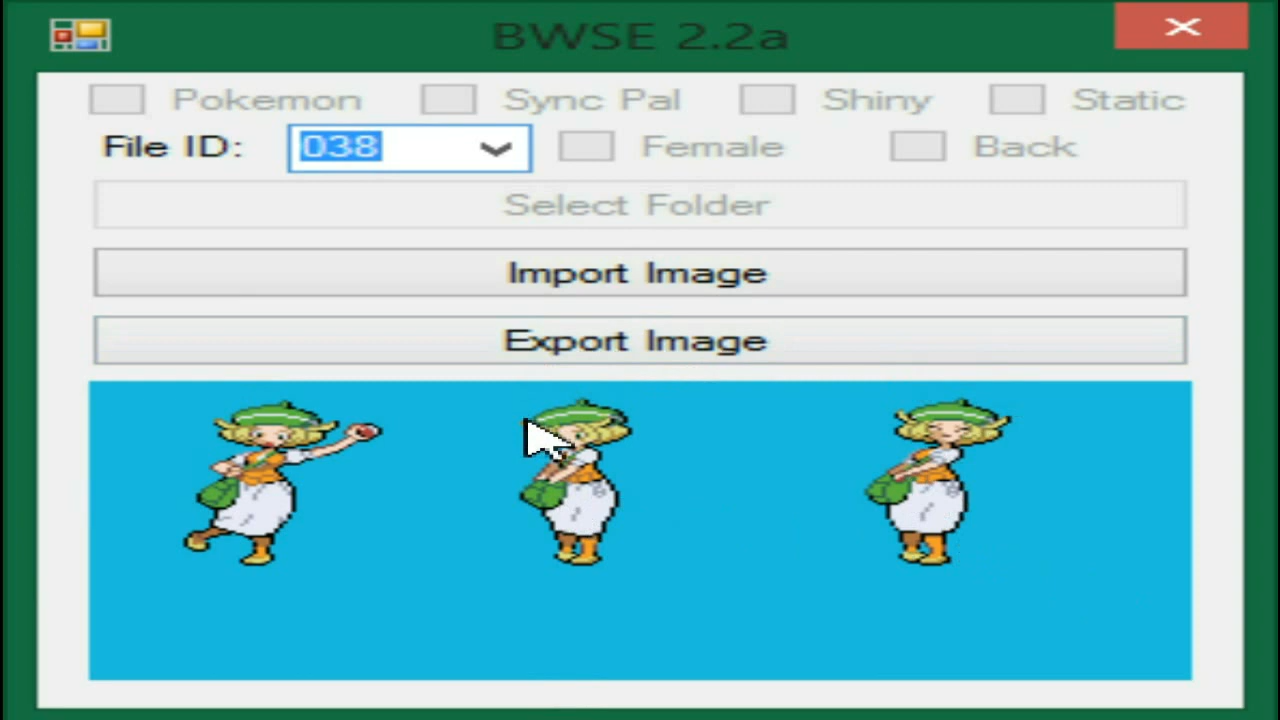 BWSE 2.2a
Pokemon Sync Pal Shiny Static
File ID: 038 Female Back
Select Folder
Import Image
Export Image